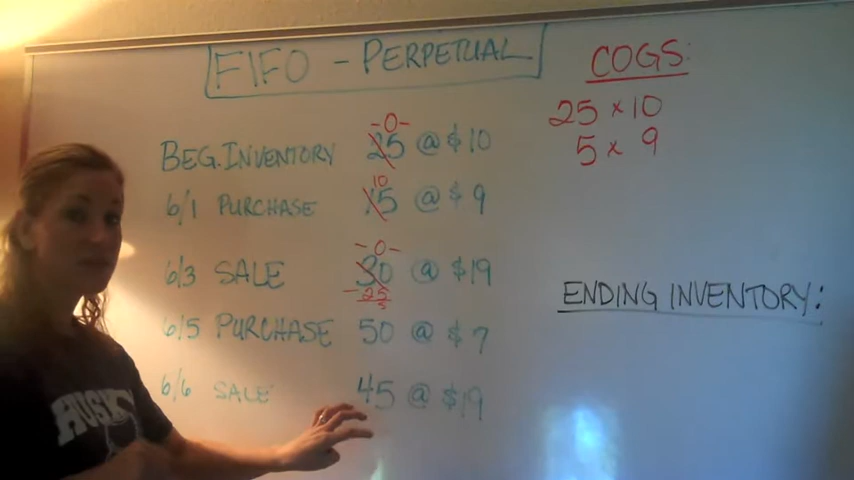 FIFO - PERPETUAL
COGS:
25 × 10
5 × 9
-0-
BEG. INVENTORY 25 @ $10
10
6/1 PURCHASE 15 @ $9
-0-
6/3 SALE 30 @ $19
-25
5
6/5 PURCHASE 50 @ $7
6/6 SALE 45 @ $19
ENDING INVENTORY: